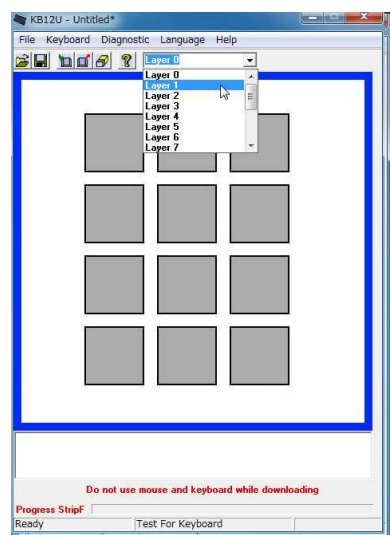 KB12U - Untitled*
File Keyboard Diagnostic Language Help
Layer 0
Layer 0
Layer 1
Layer 2
Layer 3
Layer 4
Layer 5
Layer 6
Layer 7
Do not use mouse and keyboard while downloading
Progress StripF
Ready Test For Keyboard